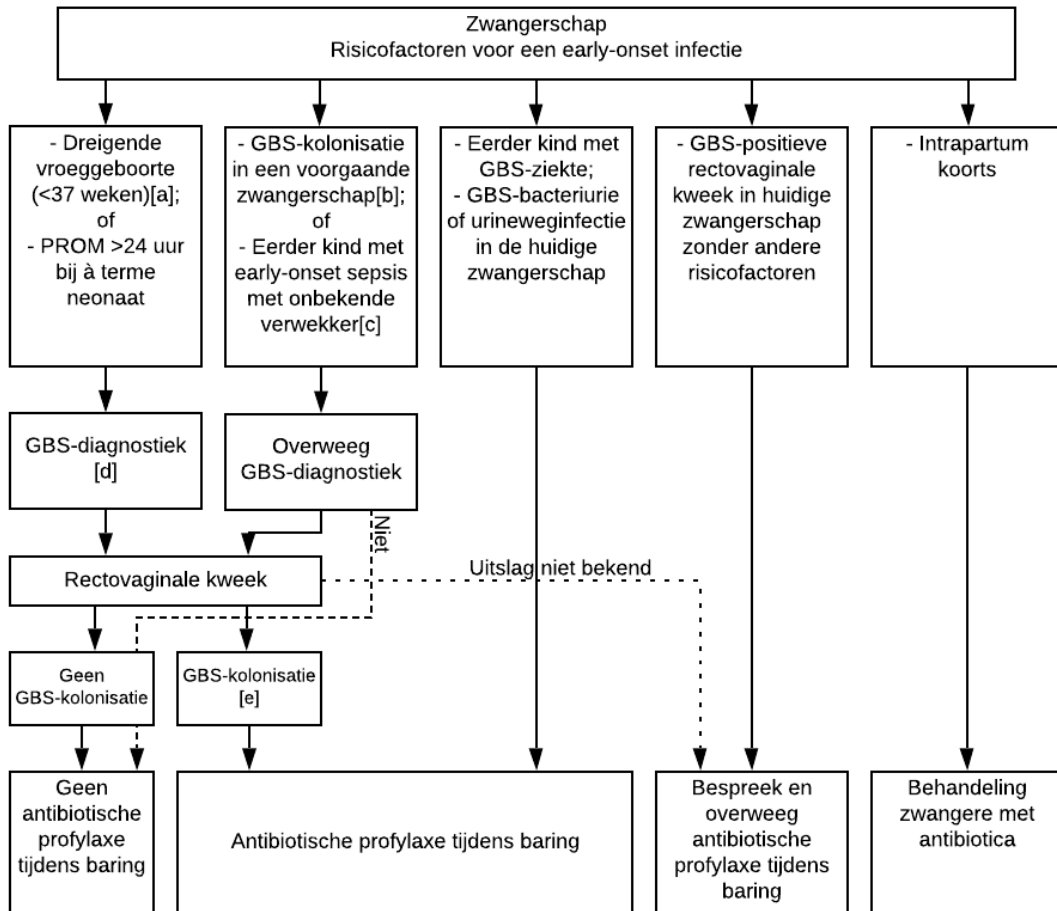 Zwangerschap
Risicofactoren voor een early-onset infectie
- Dreigende
vroeggeboorte
(<37 weken)[a];
of
- PROM >24 uur
bij à terme
neonaat
- GBS-kolonisatie
in een voorgaande
zwangerschap[b];
of
- Eerder kind met
early-onset sepsis
met onbekende
verwekker[c]
- Eerder kind met
GBS-ziekte;
- GBS-bacteriurie
of urineweginfectie
in de huidige
zwangerschap
- GBS-positieve
rectovaginale
kweek in huidige
zwangerschap
zonder andere
risicofactoren
- Intrapartum
koorts
GBS-diagnostiek
[d]
Overweeg
GBS-diagnostiek
Niet
Rectovaginale kweek
Uitslag niet bekend
Geen
GBS-kolonisatie
GBS-kolonisatie
[e]
Geen
antibiotische
profylaxe
tijdens baring
Antibiotische profylaxe tijdens baring
Bespreek en
overweeg
antibiotische
profylaxe tijdens
baring
Behandeling
zwangere met
antibiotica